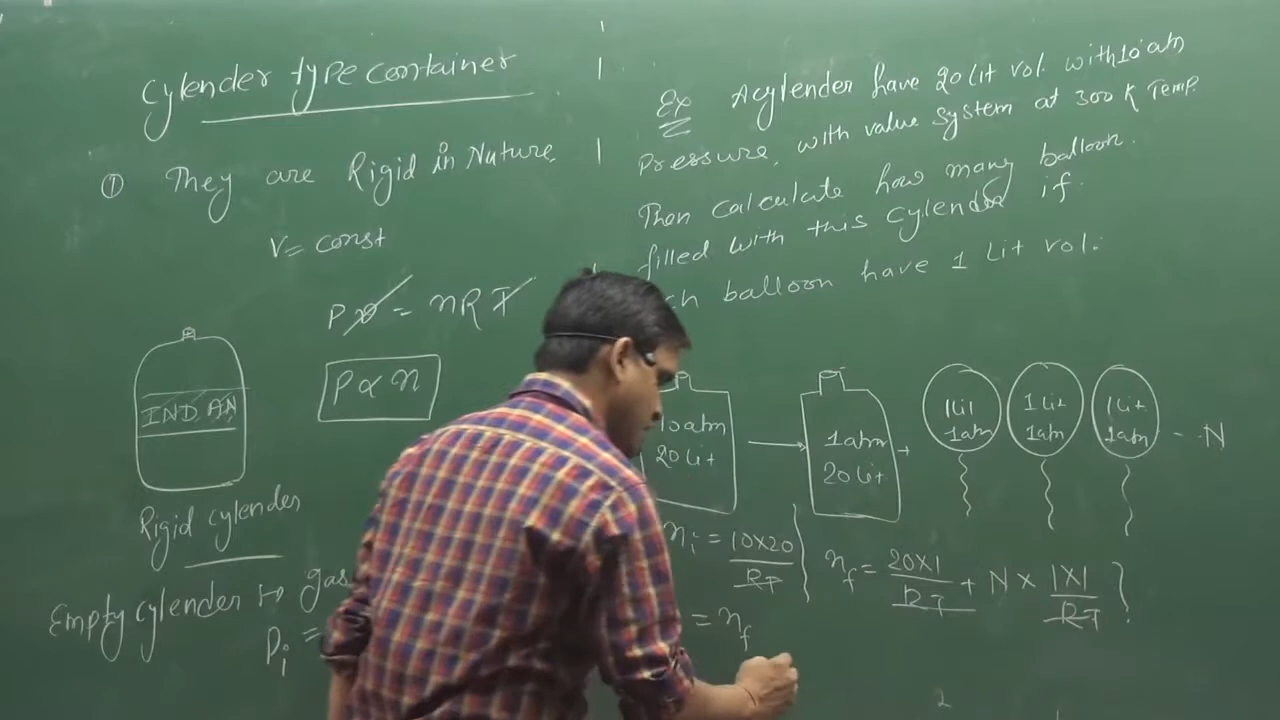 Cylender type container
① They are Rigid in Nature
V = const
PV = nRT
P ∝ n
INDIAN
Rigid cylender
Empty cylender → gas
Pi =
Ex A cylender have 20 Lit vol. with 10 atm
Pressure, with value system at 300 K Temp.
Then calculate how many balloon.
filled with this cylender if.
ch balloon have 1 Lit vol.
10 atm
20 Lit
1 atm
20 Lit
+
1 Lit
1 atm
1 Lit
1 atm
1 Lit
1 atm
-- N
ni = 10×20 / RT
nf = 20×1 / RT + N × 1×1 / RT
= nf